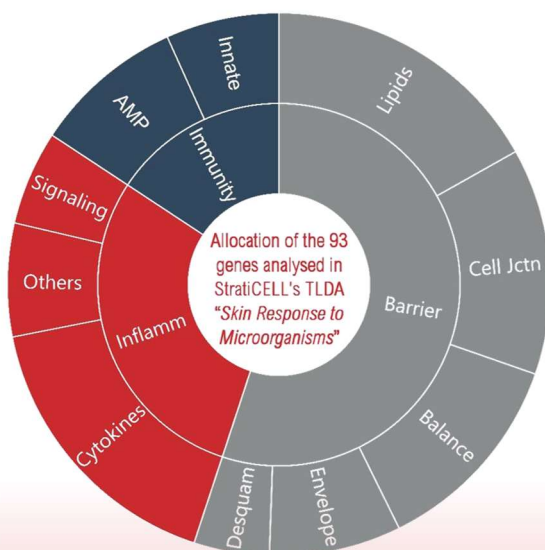 Allocation of the 93
genes analysed in
StratiCELL's TLDA
“Skin Response to
Microorganisms”
Barrier
Lipids
Cell Jctn
Balance
Envelope
Desquam
Inflamm
Cytokines
Others
Signaling
Immunity
AMP
Innate